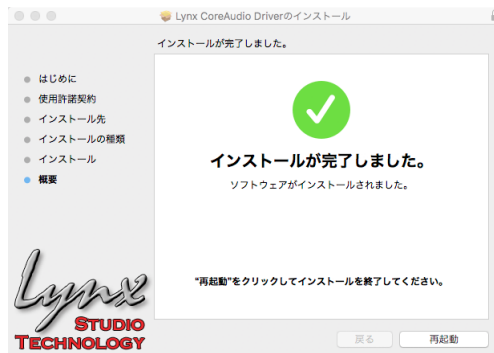 Lynx CoreAudio Driverのインストール
インストールが完了しました。
はじめに
使用許諾契約
インストール先
インストールの種類
インストール
概要
インストールが完了しました。
ソフトウェアがインストールされました。
“再起動”をクリックしてインストールを終了してください。
Lynx
STUDIO
TECHNOLOGY
戻る
再起動